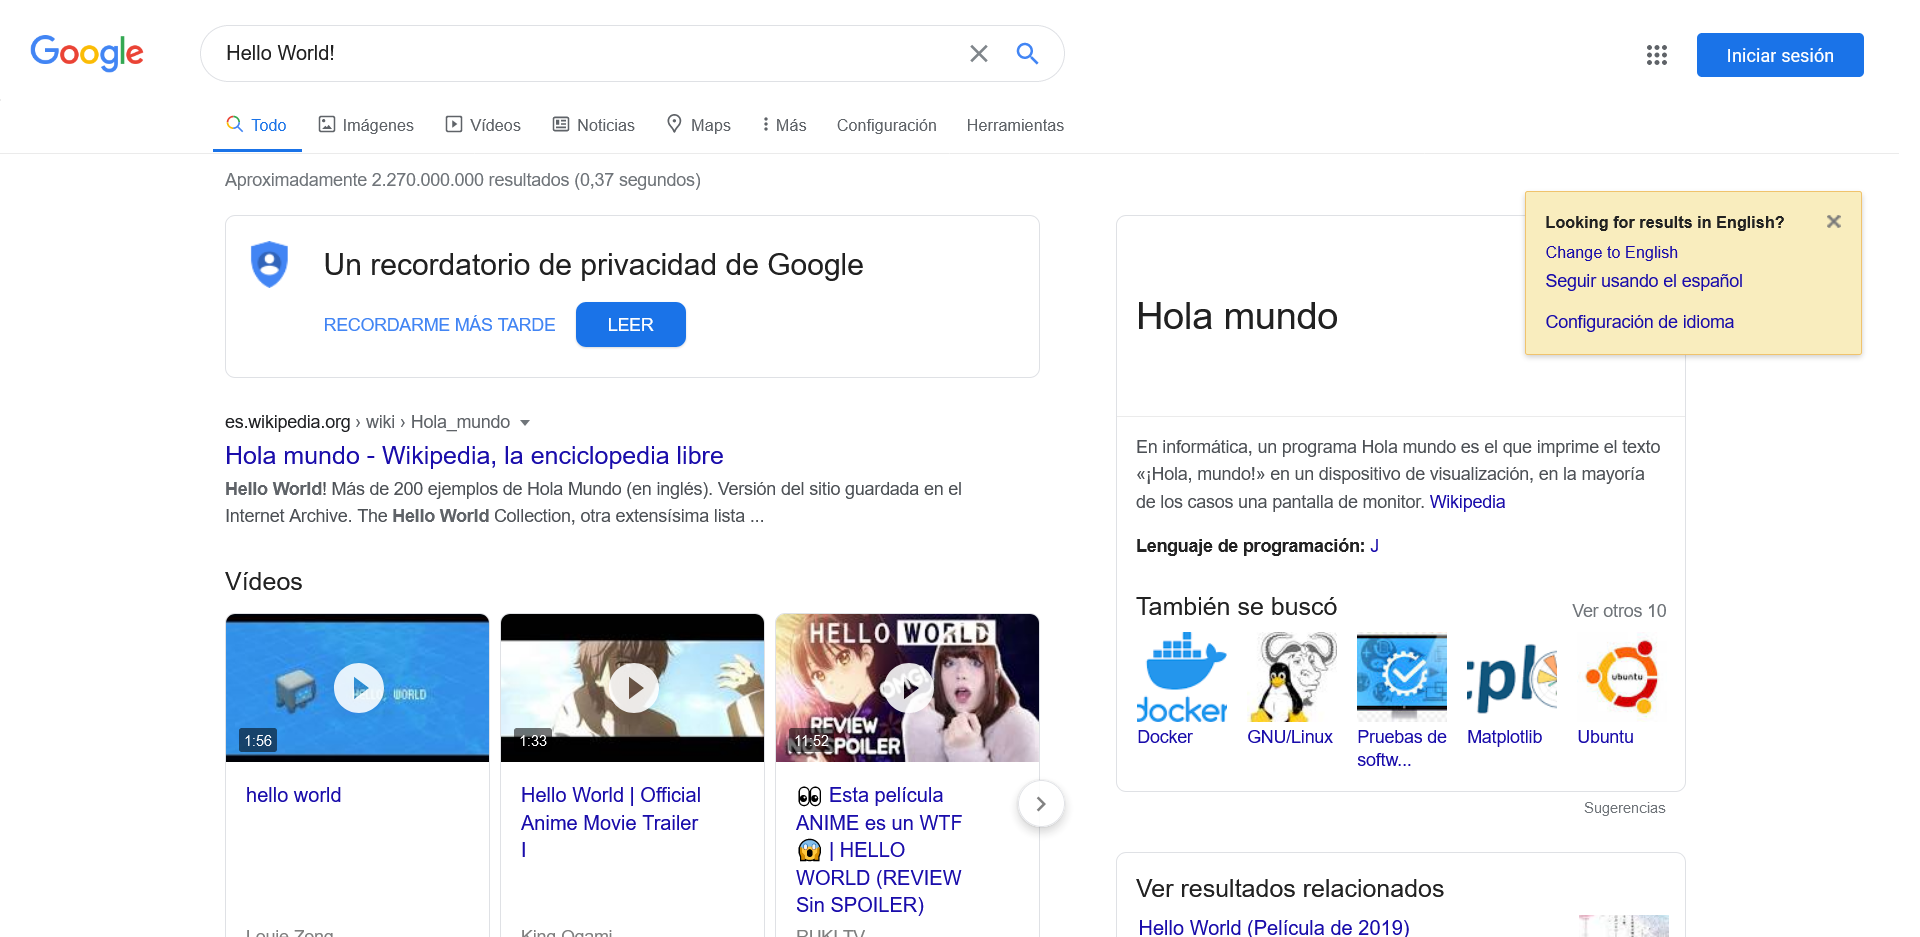 Google
Hello World!
Iniciar sesión
Todo
Imágenes
Vídeos
Noticias
Maps
Más
Configuración
Herramientas
Aproximadamente 2.270.000.000 resultados (0,37 segundos)
Un recordatorio de privacidad de Google
RECORDARME MÁS TARDE
LEER
es.wikipedia.org › wiki › Hola_mundo
Hola mundo - Wikipedia, la enciclopedia libre
Hello World! Más de 200 ejemplos de Hola Mundo (en inglés). Versión del sitio guardada en el
Internet Archive. The Hello World Collection, otra extensísima lista ...
Vídeos
WORLD
1:56
hello world
Louie Zong
1:33
Hello World | Official
Anime Movie Trailer
I
King Ogami
HELLO WORLD
OMG!
REVIEW
SPOILER
11:52
👀 Esta película
ANIME es un WTF
😱 | HELLO
WORLD (REVIEW
Sin SPOILER)
RUKI TV
Looking for results in English?
Change to English
Seguir usando el español
Configuración de idioma
Hola mundo
En informática, un programa Hola mundo es el que imprime el texto
«¡Hola, mundo!» en un dispositivo de visualización, en la mayoría
de los casos una pantalla de monitor. Wikipedia
Lenguaje de programación: J
También se buscó
Ver otros 10
docker
Docker
GNU/Linux
Pruebas de
softw...
tpl
Matplotlib
ubuntu
Ubuntu
Sugerencias
Ver resultados relacionados
Hello World (Película de 2019)